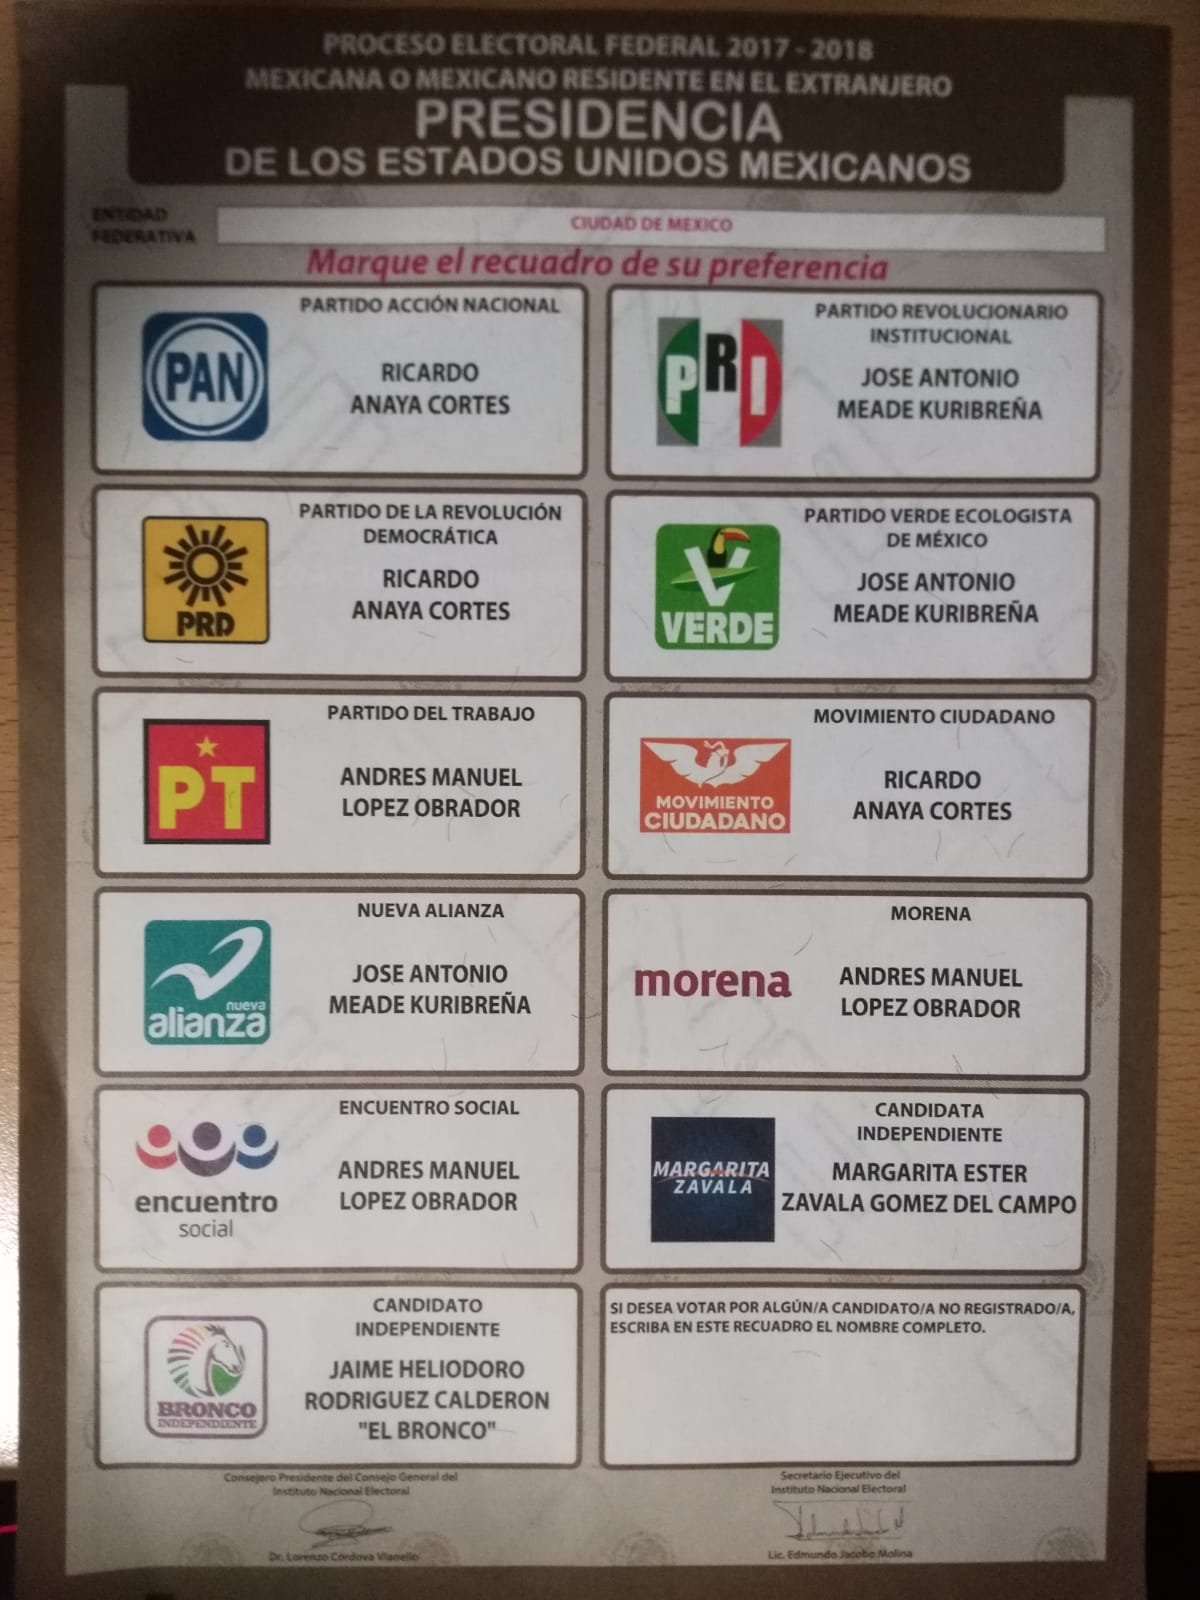 PROCESO ELECTORAL FEDERAL 2017 - 2018
MEXICANA O MEXICANO RESIDENTE EN EL EXTRANJERO
PRESIDENCIA
DE LOS ESTADOS UNIDOS MEXICANOS
ENTIDAD
FEDERATIVA
CIUDAD DE MEXICO
Marque el recuadro de su preferencia
PAN
PARTIDO ACCIÓN NACIONAL
RICARDO
ANAYA CORTES
PRI
PARTIDO REVOLUCIONARIO
INSTITUCIONAL
JOSE ANTONIO
MEADE KURIBREÑA
PRD
PARTIDO DE LA REVOLUCIÓN
DEMOCRÁTICA
RICARDO
ANAYA CORTES
V
VERDE
PARTIDO VERDE ECOLOGISTA
DE MÉXICO
JOSE ANTONIO
MEADE KURIBREÑA
PT
PARTIDO DEL TRABAJO
ANDRES MANUEL
LOPEZ OBRADOR
MOVIMIENTO
CIUDADANO
MOVIMIENTO CIUDADANO
RICARDO
ANAYA CORTES
nueva
alianza
NUEVA ALIANZA
JOSE ANTONIO
MEADE KURIBREÑA
morena
MORENA
ANDRES MANUEL
LOPEZ OBRADOR
encuentro
social
ENCUENTRO SOCIAL
ANDRES MANUEL
LOPEZ OBRADOR
MARGARITA
ZAVALA
CANDIDATA
INDEPENDIENTE
MARGARITA ESTER
ZAVALA GOMEZ DEL CAMPO
BRONCO
INDEPENDIENTE
CANDIDATO
INDEPENDIENTE
JAIME HELIODORO
RODRIGUEZ CALDERON
"EL BRONCO"
SI DESEA VOTAR POR ALGÚN/A CANDIDATO/A NO REGISTRADO/A,
ESCRIBA EN ESTE RECUADRO EL NOMBRE COMPLETO.
Consejero Presidente del Consejo General del
Instituto Nacional Electoral
Dr. Lorenzo Córdova Vianello
Secretario Ejecutivo del
Instituto Nacional Electoral
Lic. Edmundo Jacobo Molina